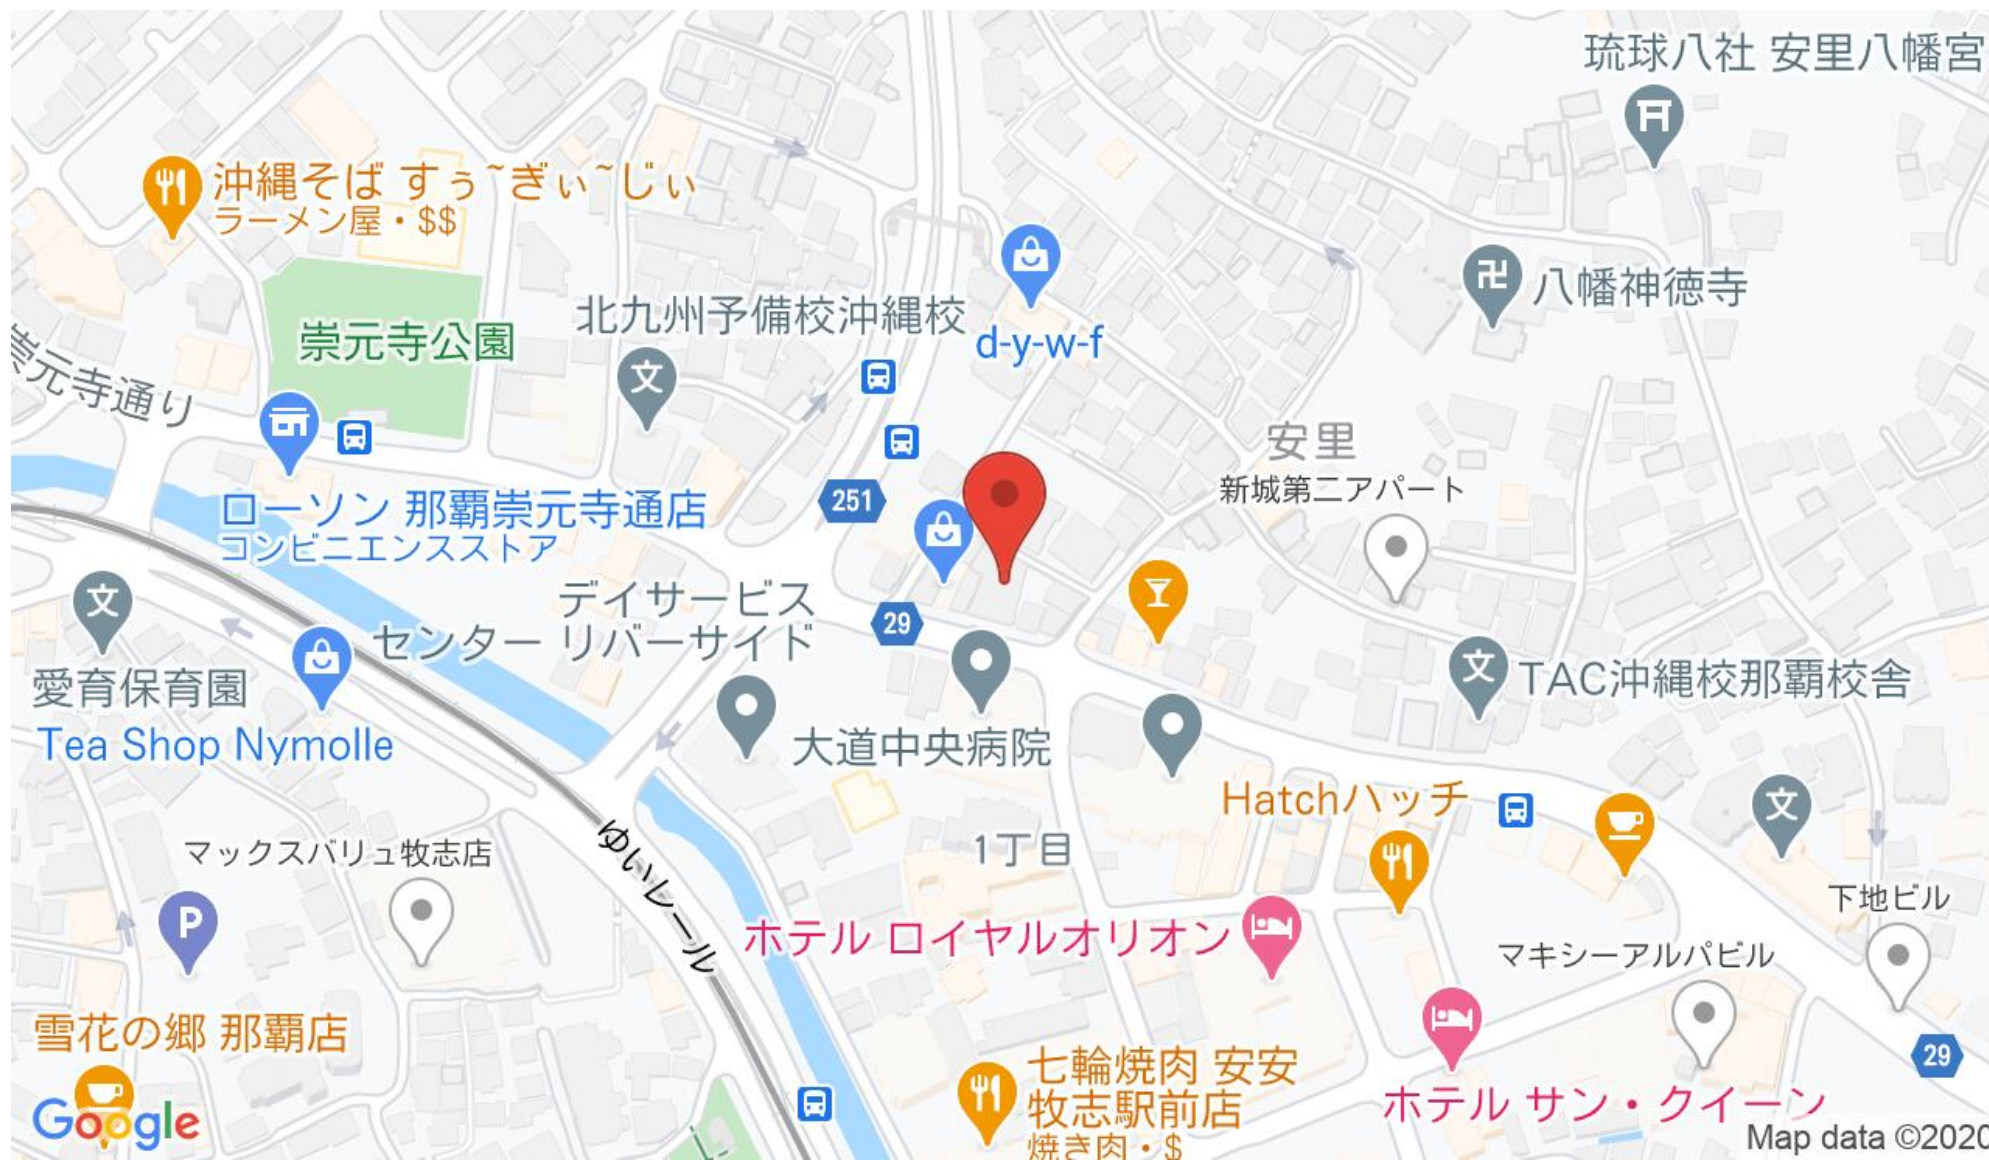 琉球八社 安里八幡宮
沖縄そば すぅ~ぎぃ~じぃ
ラーメン屋・$$
八幡神徳寺
北九州予備校沖縄校
d-y-w-f
崇元寺公園
崇元寺通り
安里
新城第二アパート
251
ローソン 那覇崇元寺通店
コンビニエンスストア
デイサービス
センター リバーサイド
29
愛育保育園
Tea Shop Nymolle
大道中央病院
TAC沖縄校那覇校舎
Hatchハッチ
1丁目
マックスバリュ牧志店
ゆいレール
P
下地ビル
ホテル ロイヤルオリオン
マキシーアルパビル
雪花の郷 那覇店
七輪焼肉 安安
牧志駅前店
焼き肉・$
29
ホテル サン・クイーン
Google
Map data ©2020